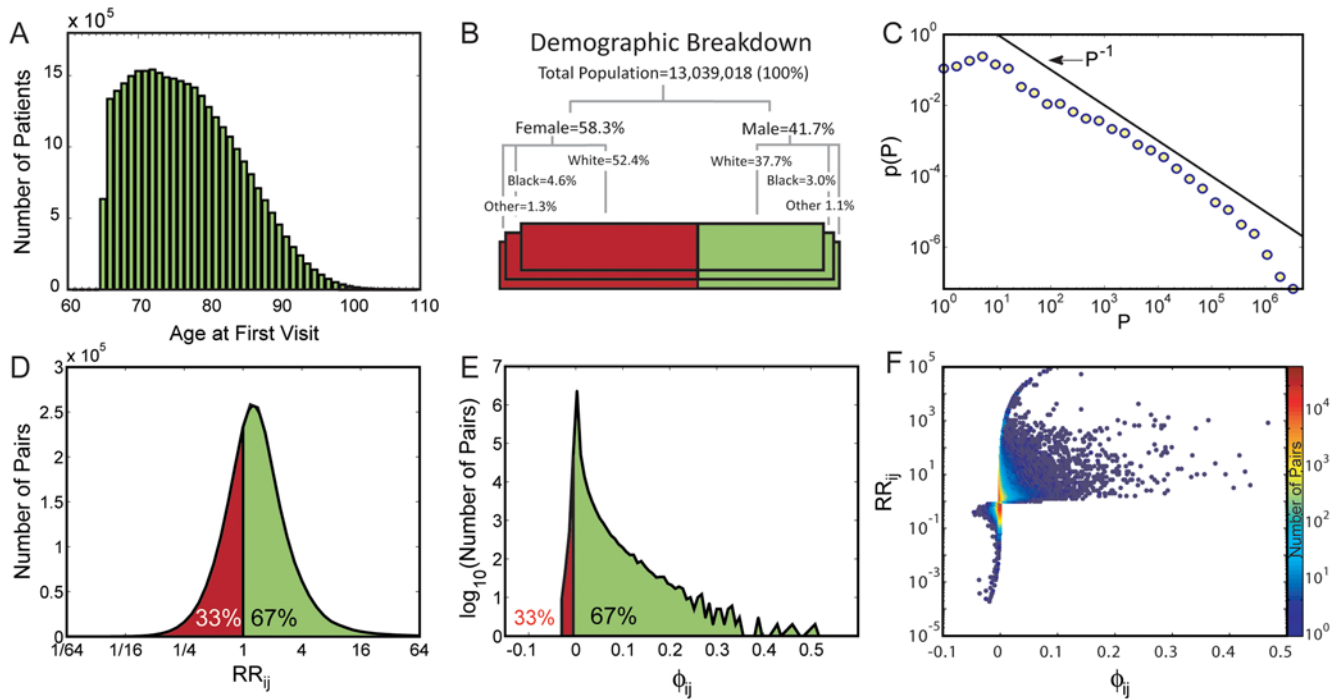 A
x 10^5
15
10
5
0
60 70 80 90 100 110
Number of Patients
Age at First Visit
B
Demographic Breakdown
Total Population=13,039,018 (100%)
Female=58.3% Male=41.7%
White=52.4% White=37.7%
Black=4.6% Black=3.0%
Other=1.3% Other 1.1%
C
10^0
10^-2
10^-4
10^-6
P^-1
p(P)
10^0 10^1 10^2 10^3 10^4 10^5 10^6
P
D
x 10^5
3
2.5
2
1.5
1
0.5
0
Number of Pairs
33% 67%
1/64 1/16 1/4 1 4 16 64
RR_ij
E
7
6
5
4
3
2
1
0
log_10(Number of Pairs)
33% 67%
-0.1 0 0.1 0.2 0.3 0.4 0.5
ϕ_ij
F
10^5
10^3
10^1
10^-1
10^-3
10^-5
RR_ij
-0.1 0 0.1 0.2 0.3 0.4 0.5
ϕ_ij
Number of Pairs
10^4
10^3
10^2
10^1
10^0